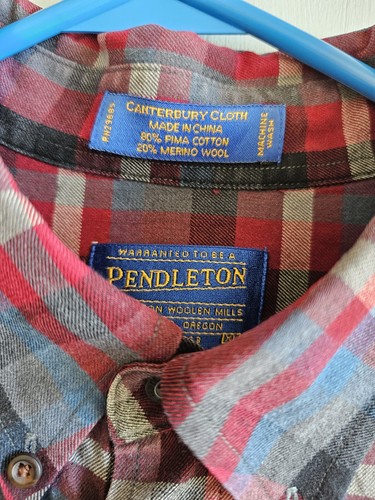 CANTERBURY CLOTH
MADE IN CHINA
80% PIMA COTTON
20% MERINO WOOL
MACHINE
WASH
WARRANTED TO BE A
PENDLETON
WOOLEN MILLS
OREGON